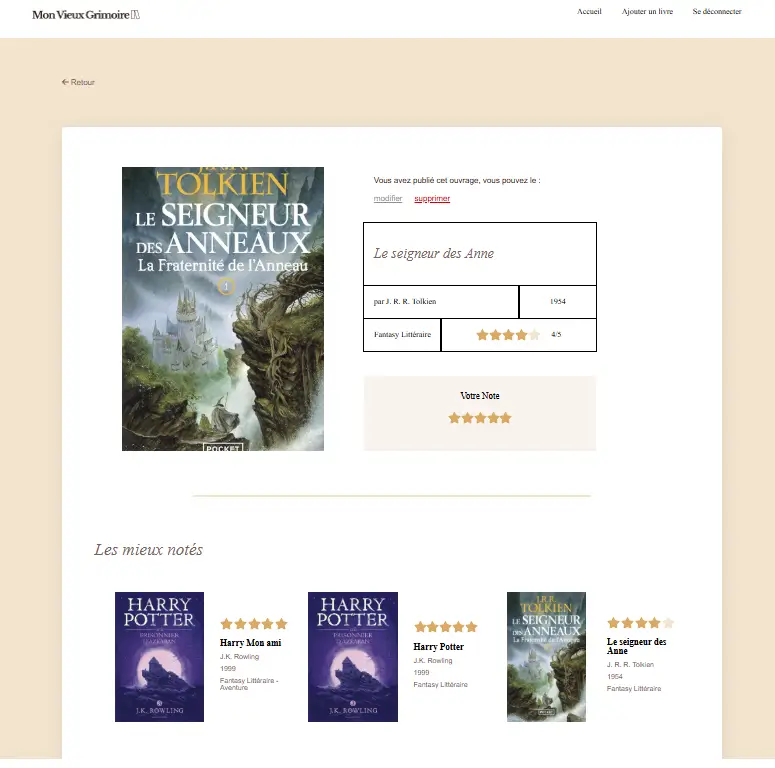 Mon Vieux Grimoire
Accueil Ajouter un livre Se déconnecter
← Retour
TOLKIEN
LE SEIGNEUR
DES ANNEAUX
La Fraternité de l'Anneau
1
POCKET
Vous avez publié cet ouvrage, vous pouvez le :
modifier supprimer
Le seigneur des Anne
par J. R. R. Tolkien 1954
Fantasy Littéraire 4/5
Votre Note
Les mieux notés
HARRY
POTTER
PRISONNIER
D'AZKABAN
J.K. ROWLING
Harry Mon ami
J.K. Rowling
1999
Fantasy Littéraire -
Aventure
HARRY
POTTER
PRISONNIER
D'AZKABAN
J.K. ROWLING
Harry Potter
J.K. Rowling
1999
Fantasy Littéraire
J.R.R.
TOLKIEN
LE SEIGNEUR
DES ANNEAUX
La Fraternité de l'Anneau
POCKET
Le seigneur des
Anne
J. R. R. Tolkien
1954
Fantasy Littéraire